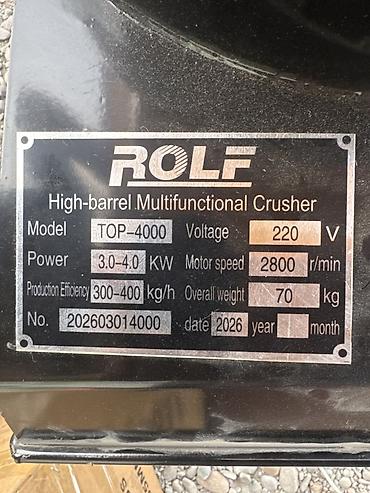 ROLF
High-barrel Multifunctional Crusher
Model TOP-4000 Voltage 220 V
Power 3.0-4.0 KW Motor speed 2800 r/min
Production Efficiency 300-400 kg/h Overall weight 70 kg
No. 202603014000 date 2026 year month